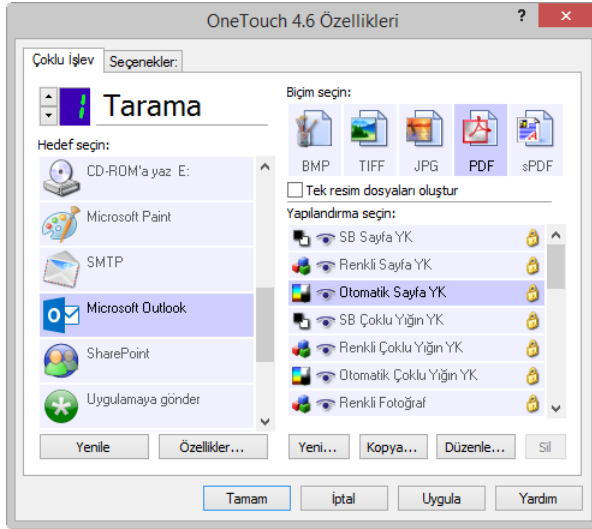 OneTouch 4.6 Özellikleri
?
Çoklu İşlev
Seçenekler:
1
Tarama
Hedef seçin:
CD-ROM'a yaz E:
Microsoft Paint
SMTP
Microsoft Outlook
SharePoint
Uygulamaya gönder
Yenile
Özellikler...
Biçim seçin:
BMP
TIFF
JPG
PDF
sPDF
Tek resim dosyaları oluştur
Yapılandırma seçin:
SB Sayfa YK
Renkli Sayfa YK
Otomatik Sayfa YK
SB Çoklu Yığın YK
Renkli Çoklu Yığın YK
Otomatik Çoklu Yığın YK
Renkli Fotoğraf
Yeni...
Kopya...
Düzenle...
Sil
Tamam
İptal
Uygula
Yardım